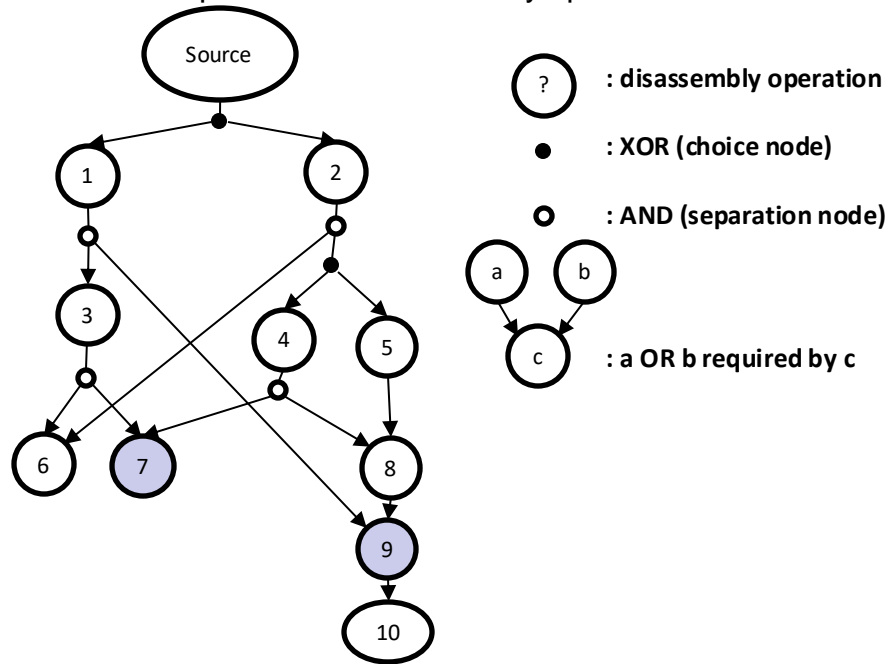 Source
?
: disassembly operation
: XOR (choice node)
1
2
: AND (separation node)
a
b
3
4
5
c
: a OR b required by c
6
7
8
9
10